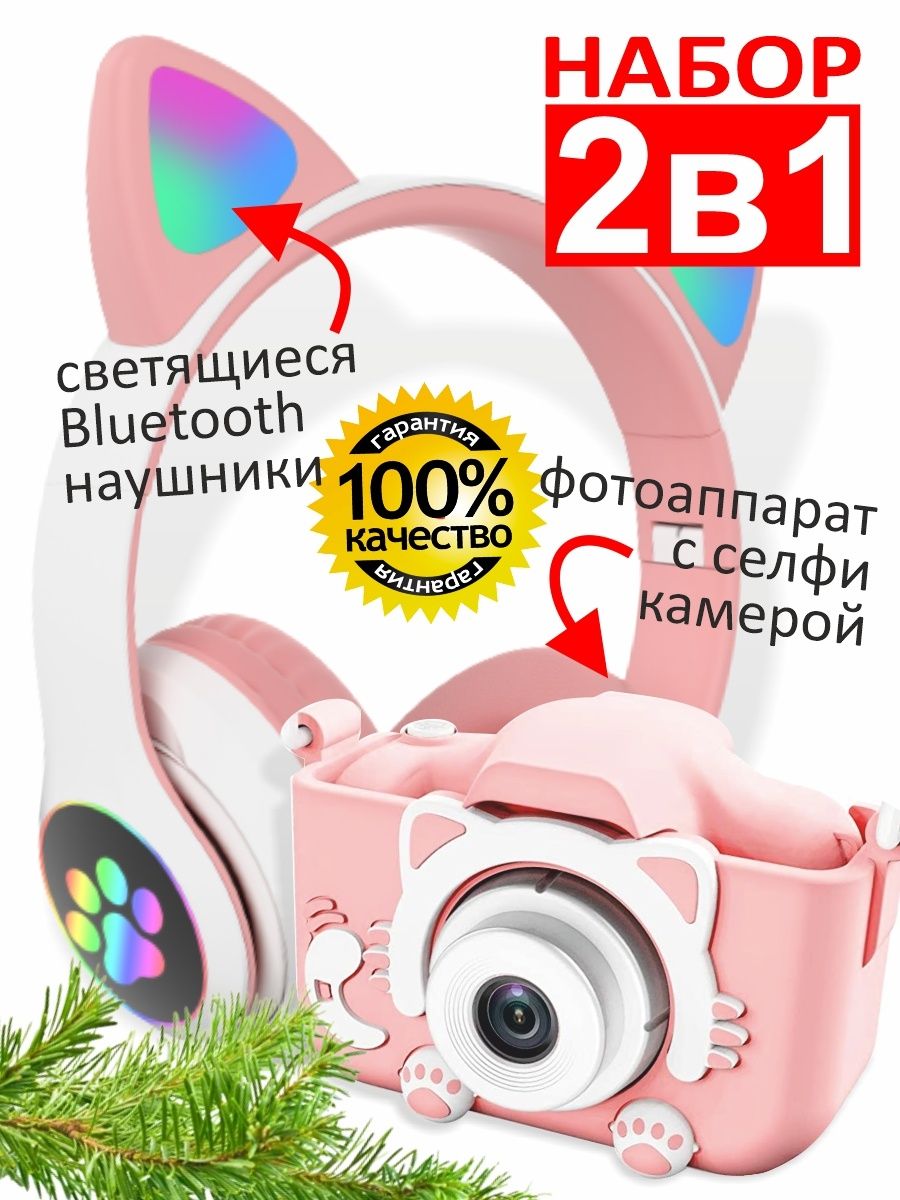 НАБОР
2в1
светящиеся
Bluetooth
наушники
гарантия
100%
качество
гарантия
фотоаппарат
с селфи
камерой